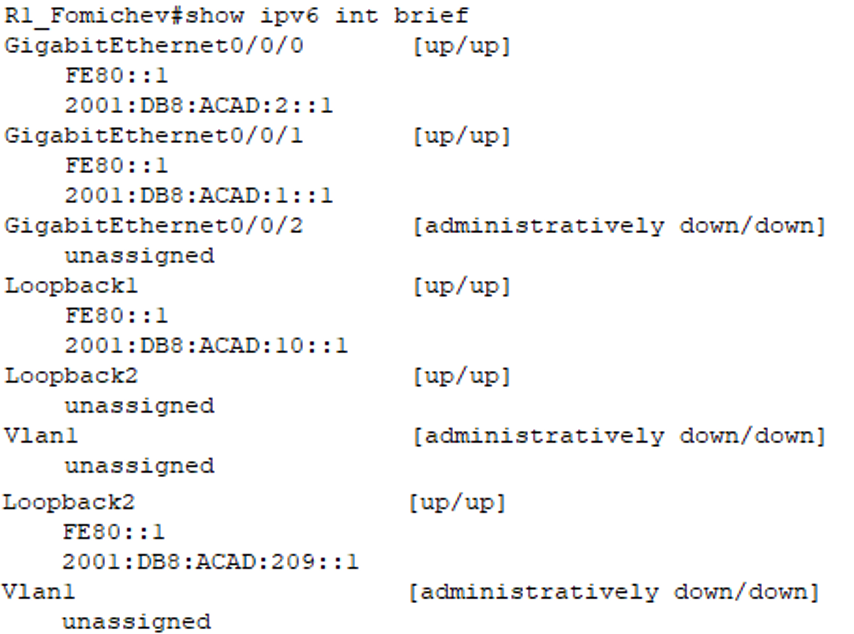 R1_Fomichev#show ipv6 int brief
GigabitEthernet0/0/0 [up/up]
FE80::1
2001:DB8:ACAD:2::1
GigabitEthernet0/0/1 [up/up]
FE80::1
2001:DB8:ACAD:1::1
GigabitEthernet0/0/2 [administratively down/down]
unassigned
Loopback1 [up/up]
FE80::1
2001:DB8:ACAD:10::1
Loopback2 [up/up]
unassigned
Vlan1 [administratively down/down]
unassigned
Loopback2 [up/up]
FE80::1
2001:DB8:ACAD:209::1
Vlan1 [administratively down/down]
unassigned